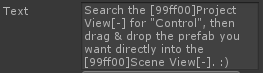 Text
Search the [99ff00]Project
View[-] for "Control", then
drag & drop the prefab you
want directly into the
[99ff00]Scene View[-]. :)